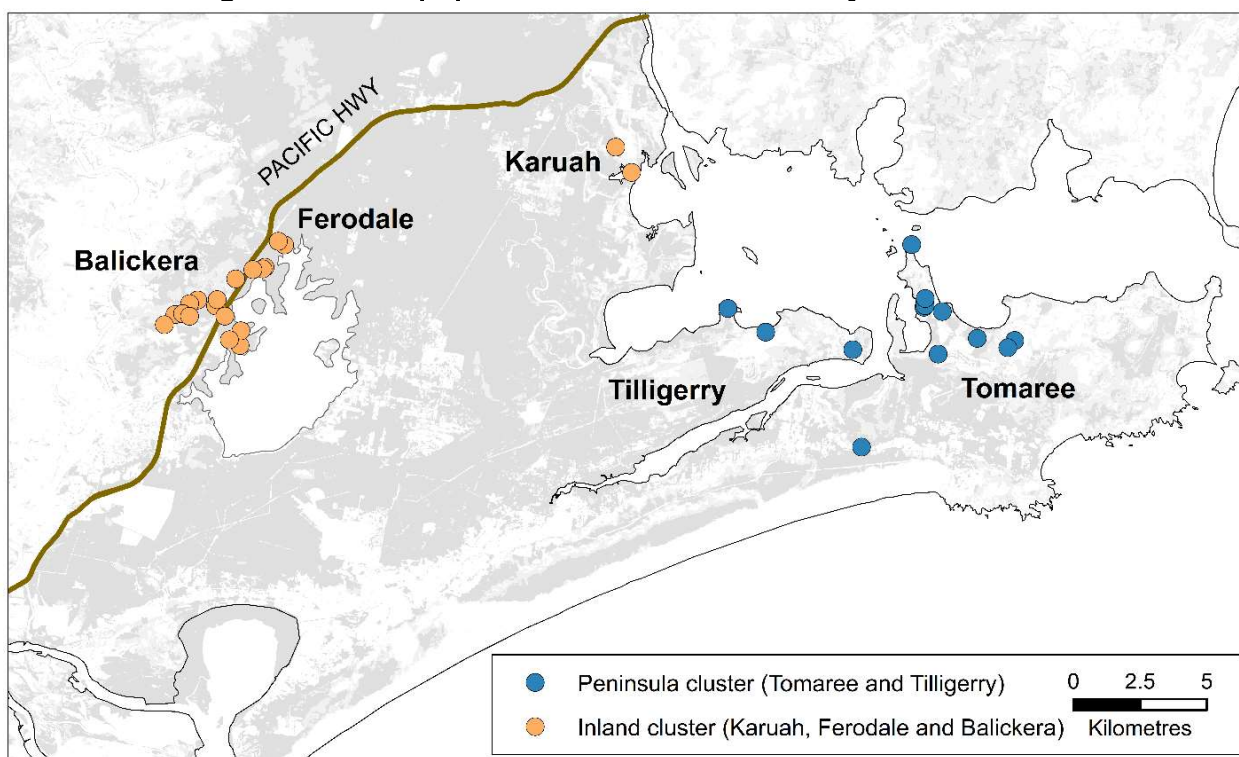 PACIFIC HWY
Karuah
Ferodale
Balickera
Tilligerry
Tomaree
Peninsula cluster (Tomaree and Tilligerry)
Inland cluster (Karuah, Ferodale and Balickera)
0 2.5 5
Kilometres